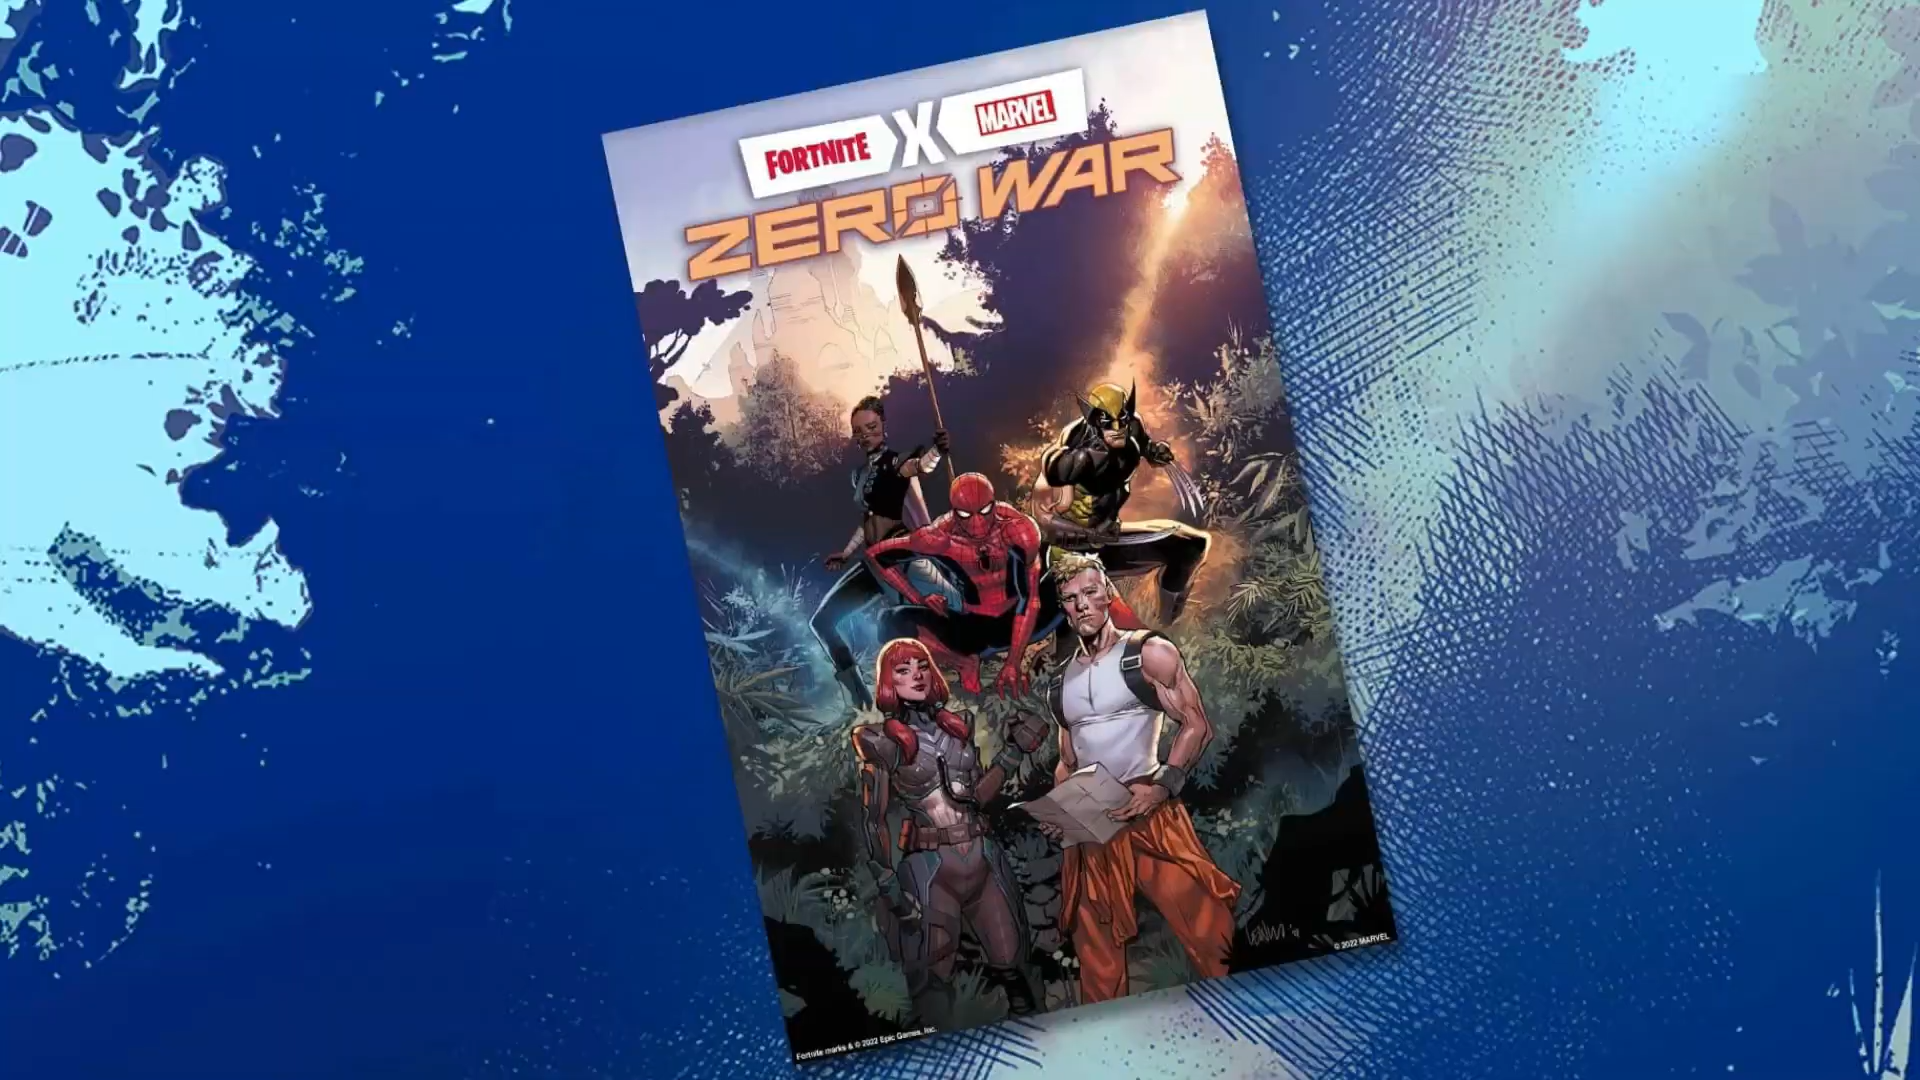 FORTNITE X MARVEL
ZERO WAR
© 2022 MARVEL
Fortnite marks & © 2022 Epic Games, Inc.